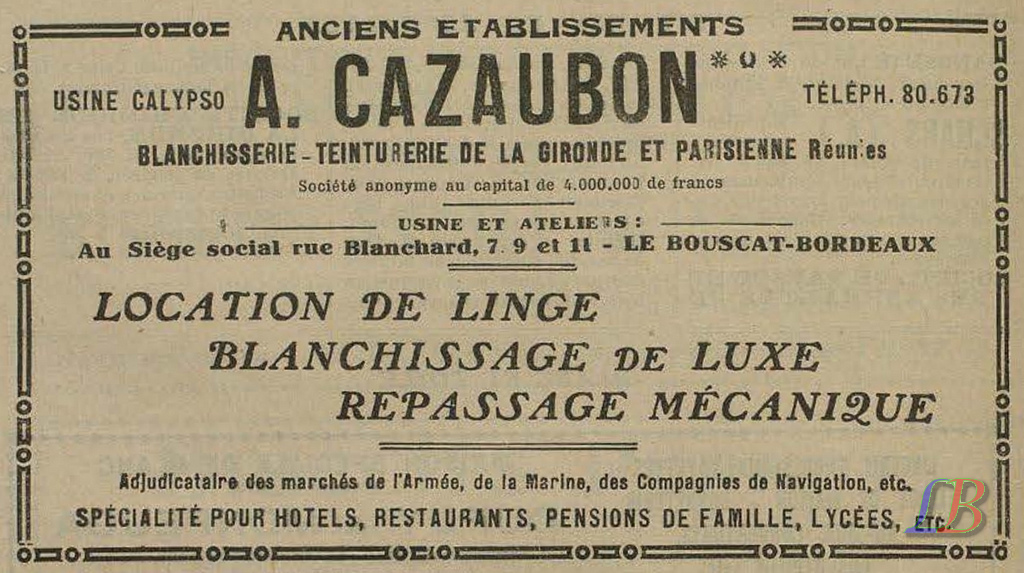 ANCIENS ETABLISSEMENTS
USINE CALYPSO A. CAZAUBON TÉLÉPH. 80.673
BLANCHISSERIE-TEINTURERIE DE LA GIRONDE ET PARISIENNE Réunies
Société anonyme au capital de 4.000.000 de francs
USINE ET ATELIERS :
Au Siège social rue Blanchard, 7. 9 et 11 - LE BOUSCAT-BORDEAUX
LOCATION DE LINGE
BLANCHISSAGE DE LUXE
REPASSAGE MÉCANIQUE
Adjudicataire des marchés de l'Armée, de la Marine, des Compagnies de Navigation, etc.
SPÉCIALITÉ POUR HOTELS, RESTAURANTS, PENSIONS DE FAMILLE, LYCÉES, ETC.
LB